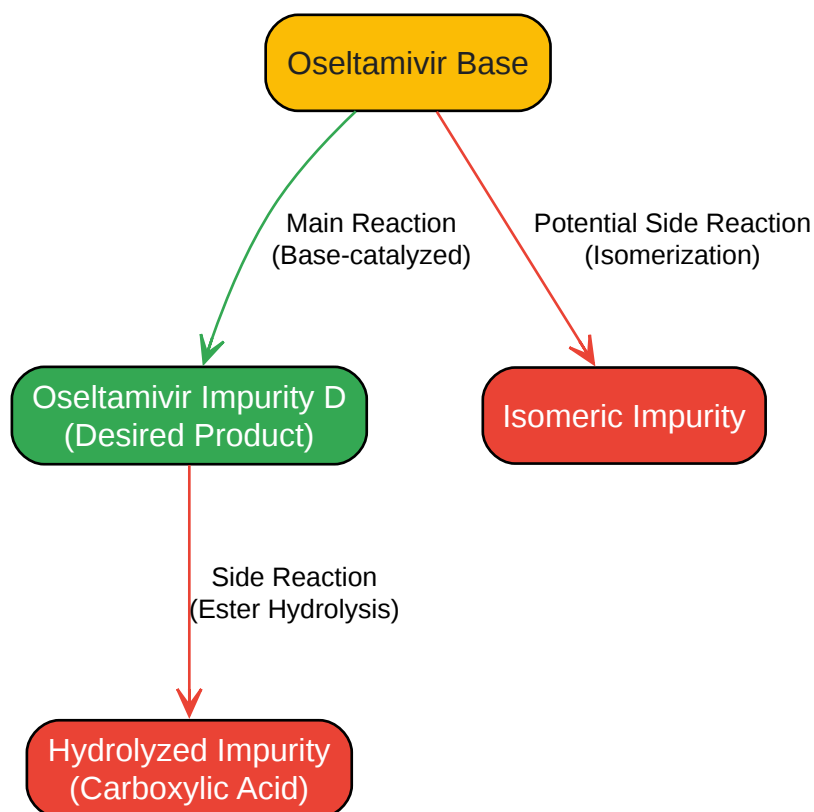 Oseltamivir Base
Main Reaction
(Base-catalyzed)
Potential Side Reaction
(Isomerization)
Oseltamivir Impurity D
(Desired Product)
Isomeric Impurity
Side Reaction
(Ester Hydrolysis)
Hydrolyzed Impurity
(Carboxylic Acid)